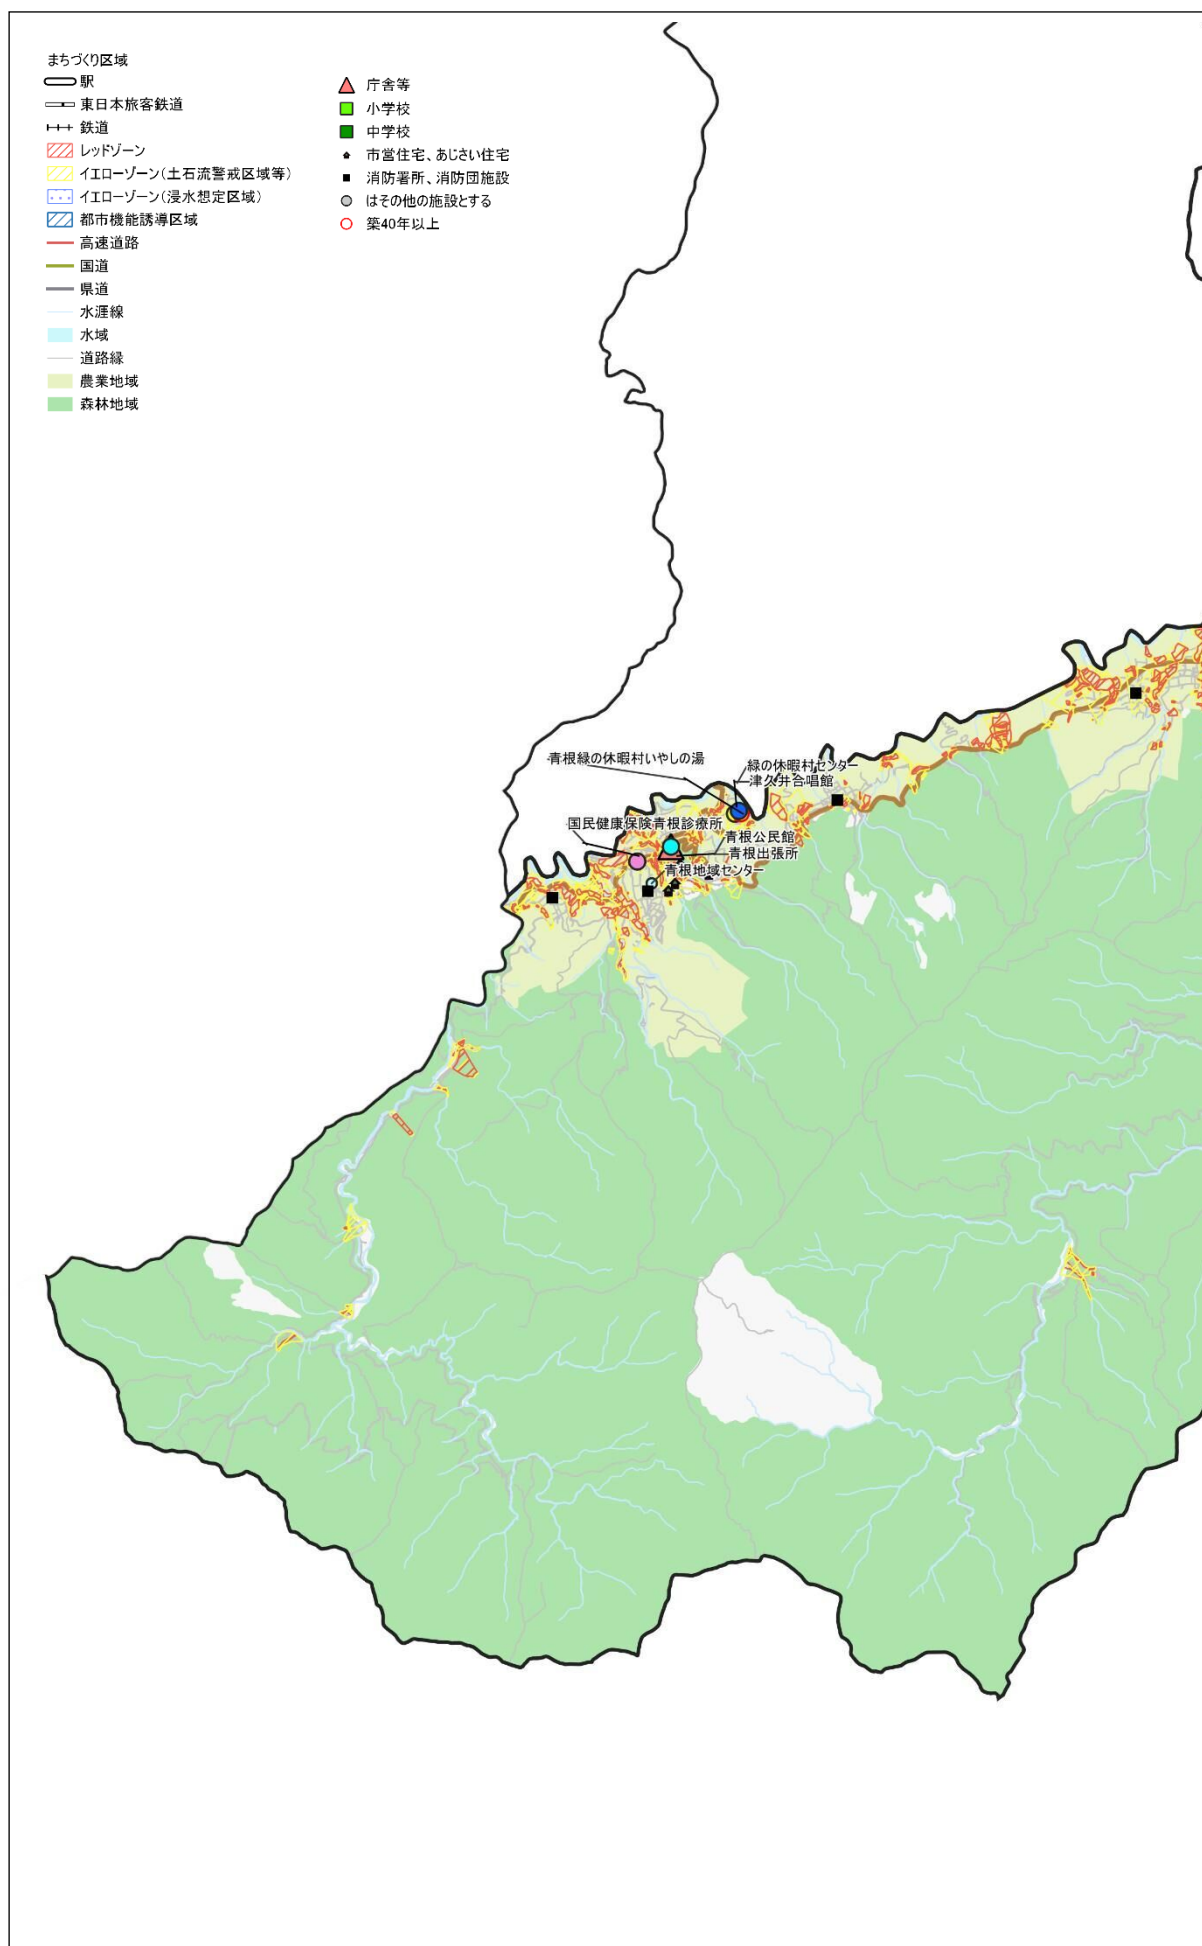 まちづくり区域
駅
東日本旅客鉄道
鉄道
レッドゾーン
イエローゾーン(土石流警戒区域等)
イエローゾーン(浸水想定区域)
都市機能誘導区域
高速道路
国道
県道
水涯線
水域
道路縁
農業地域
森林地域
庁舎等
小学校
中学校
市営住宅、あじさい住宅
消防署所、消防団施設
はその他の施設とする
築40年以上
青根緑の休暇村いやしの湯
緑の休暇村センター
津久井合唱館
国民健康保険青根診療所
青根公民館
青根出張所
青根地域センター